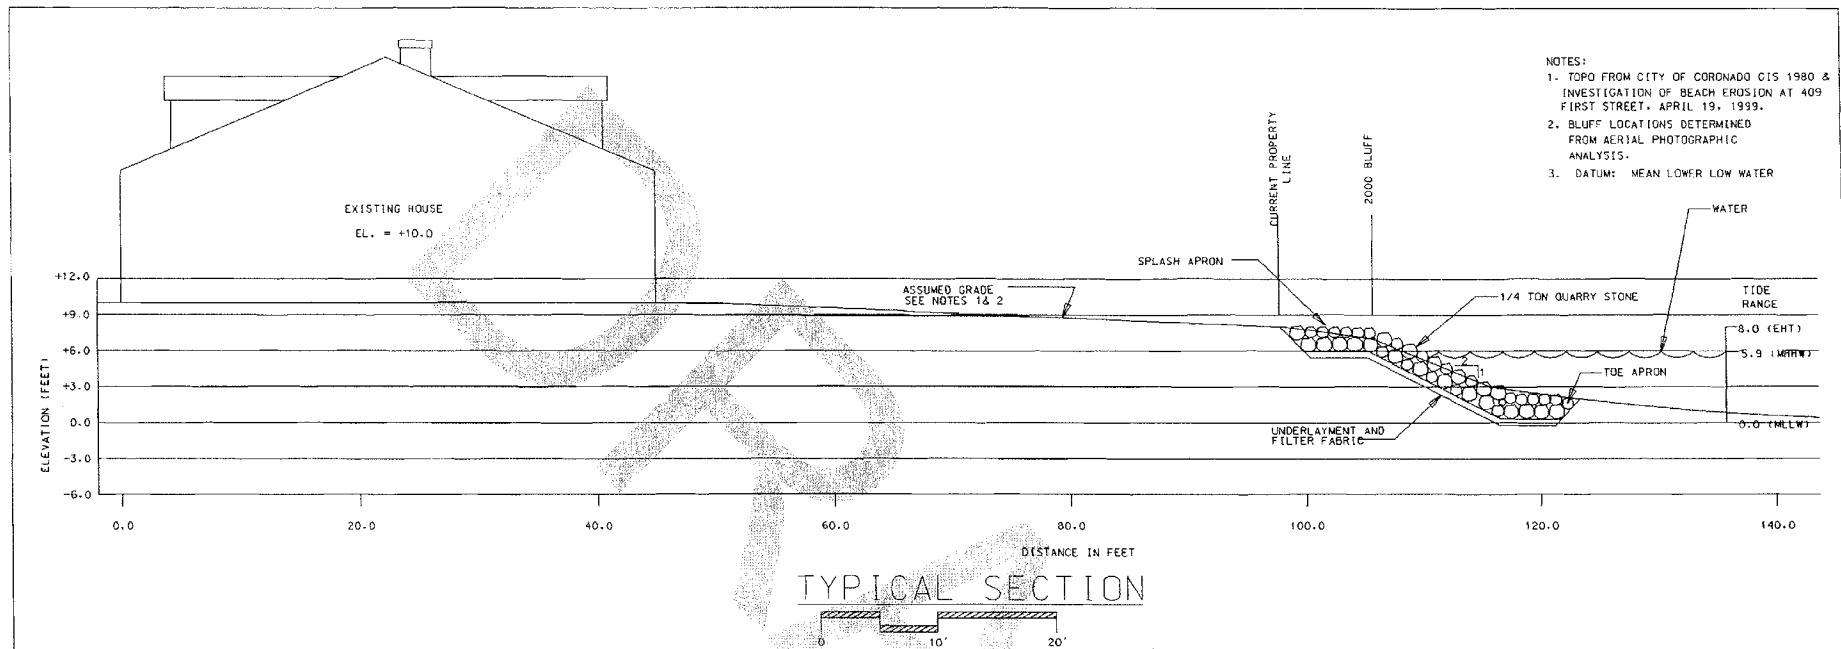 NOTES:
1. TOPO FROM CITY OF CORONADO GIS 1980 &
INVESTIGATION OF BEACH EROSION AT 409
FIRST STREET, APRIL 19, 1999.
2. BLUFF LOCATIONS DETERMINED
FROM AERIAL PHOTOGRAPHIC
ANALYSIS.
3. DATUM: MEAN LOWER LOW WATER
CURRENT PROPERTY
LINE
2000 BLUFF
WATER
EXISTING HOUSE
EL. = +10.0
SPLASH APRON
ASSUMED GRADE
SEE NOTES 1& 2
1/4 TON QUARRY STONE
TIDE
RANGE
8.0 (EHT)
5.9 (MHHW)
0.0 (MLLW)
1
TOE APRON
UNDERLAYMENT AND
FILTER FABRIC
ELEVATION (FEET)
+12.0
+9.0
+6.0
+3.0
0.0
-3.0
-6.0
0.0
20.0
40.0
60.0
80.0
100.0
120.0
140.0
DISTANCE IN FEET
TYPICAL SECTION
0
10'
20'